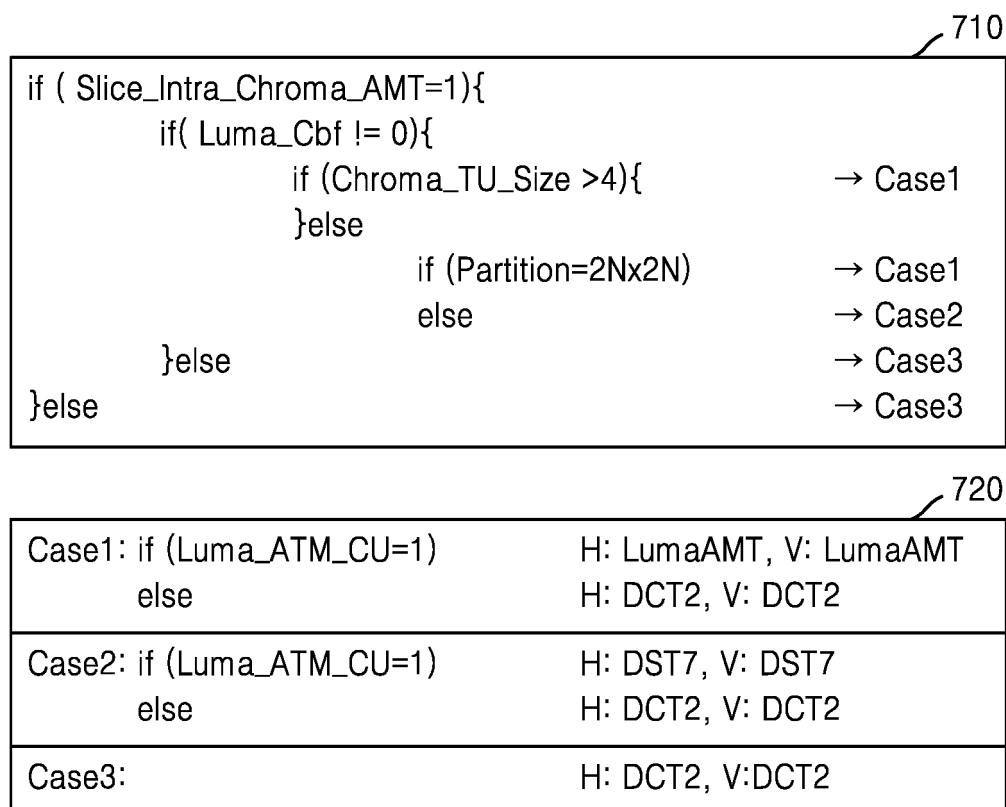 710
if ( Slice_Intra_Chroma_AMT=1){
if( Luma_Cbf != 0){
if (Chroma_TU_Size >4){ → Case1
}else
if (Partition=2Nx2N) → Case1
else → Case2
}else → Case3
}else → Case3
720
Case1: if (Luma_ATM_CU=1) H: LumaAMT, V: LumaAMT
else H: DCT2, V: DCT2
Case2: if (Luma_ATM_CU=1) H: DST7, V: DST7
else H: DCT2, V: DCT2
Case3: H: DCT2, V:DCT2